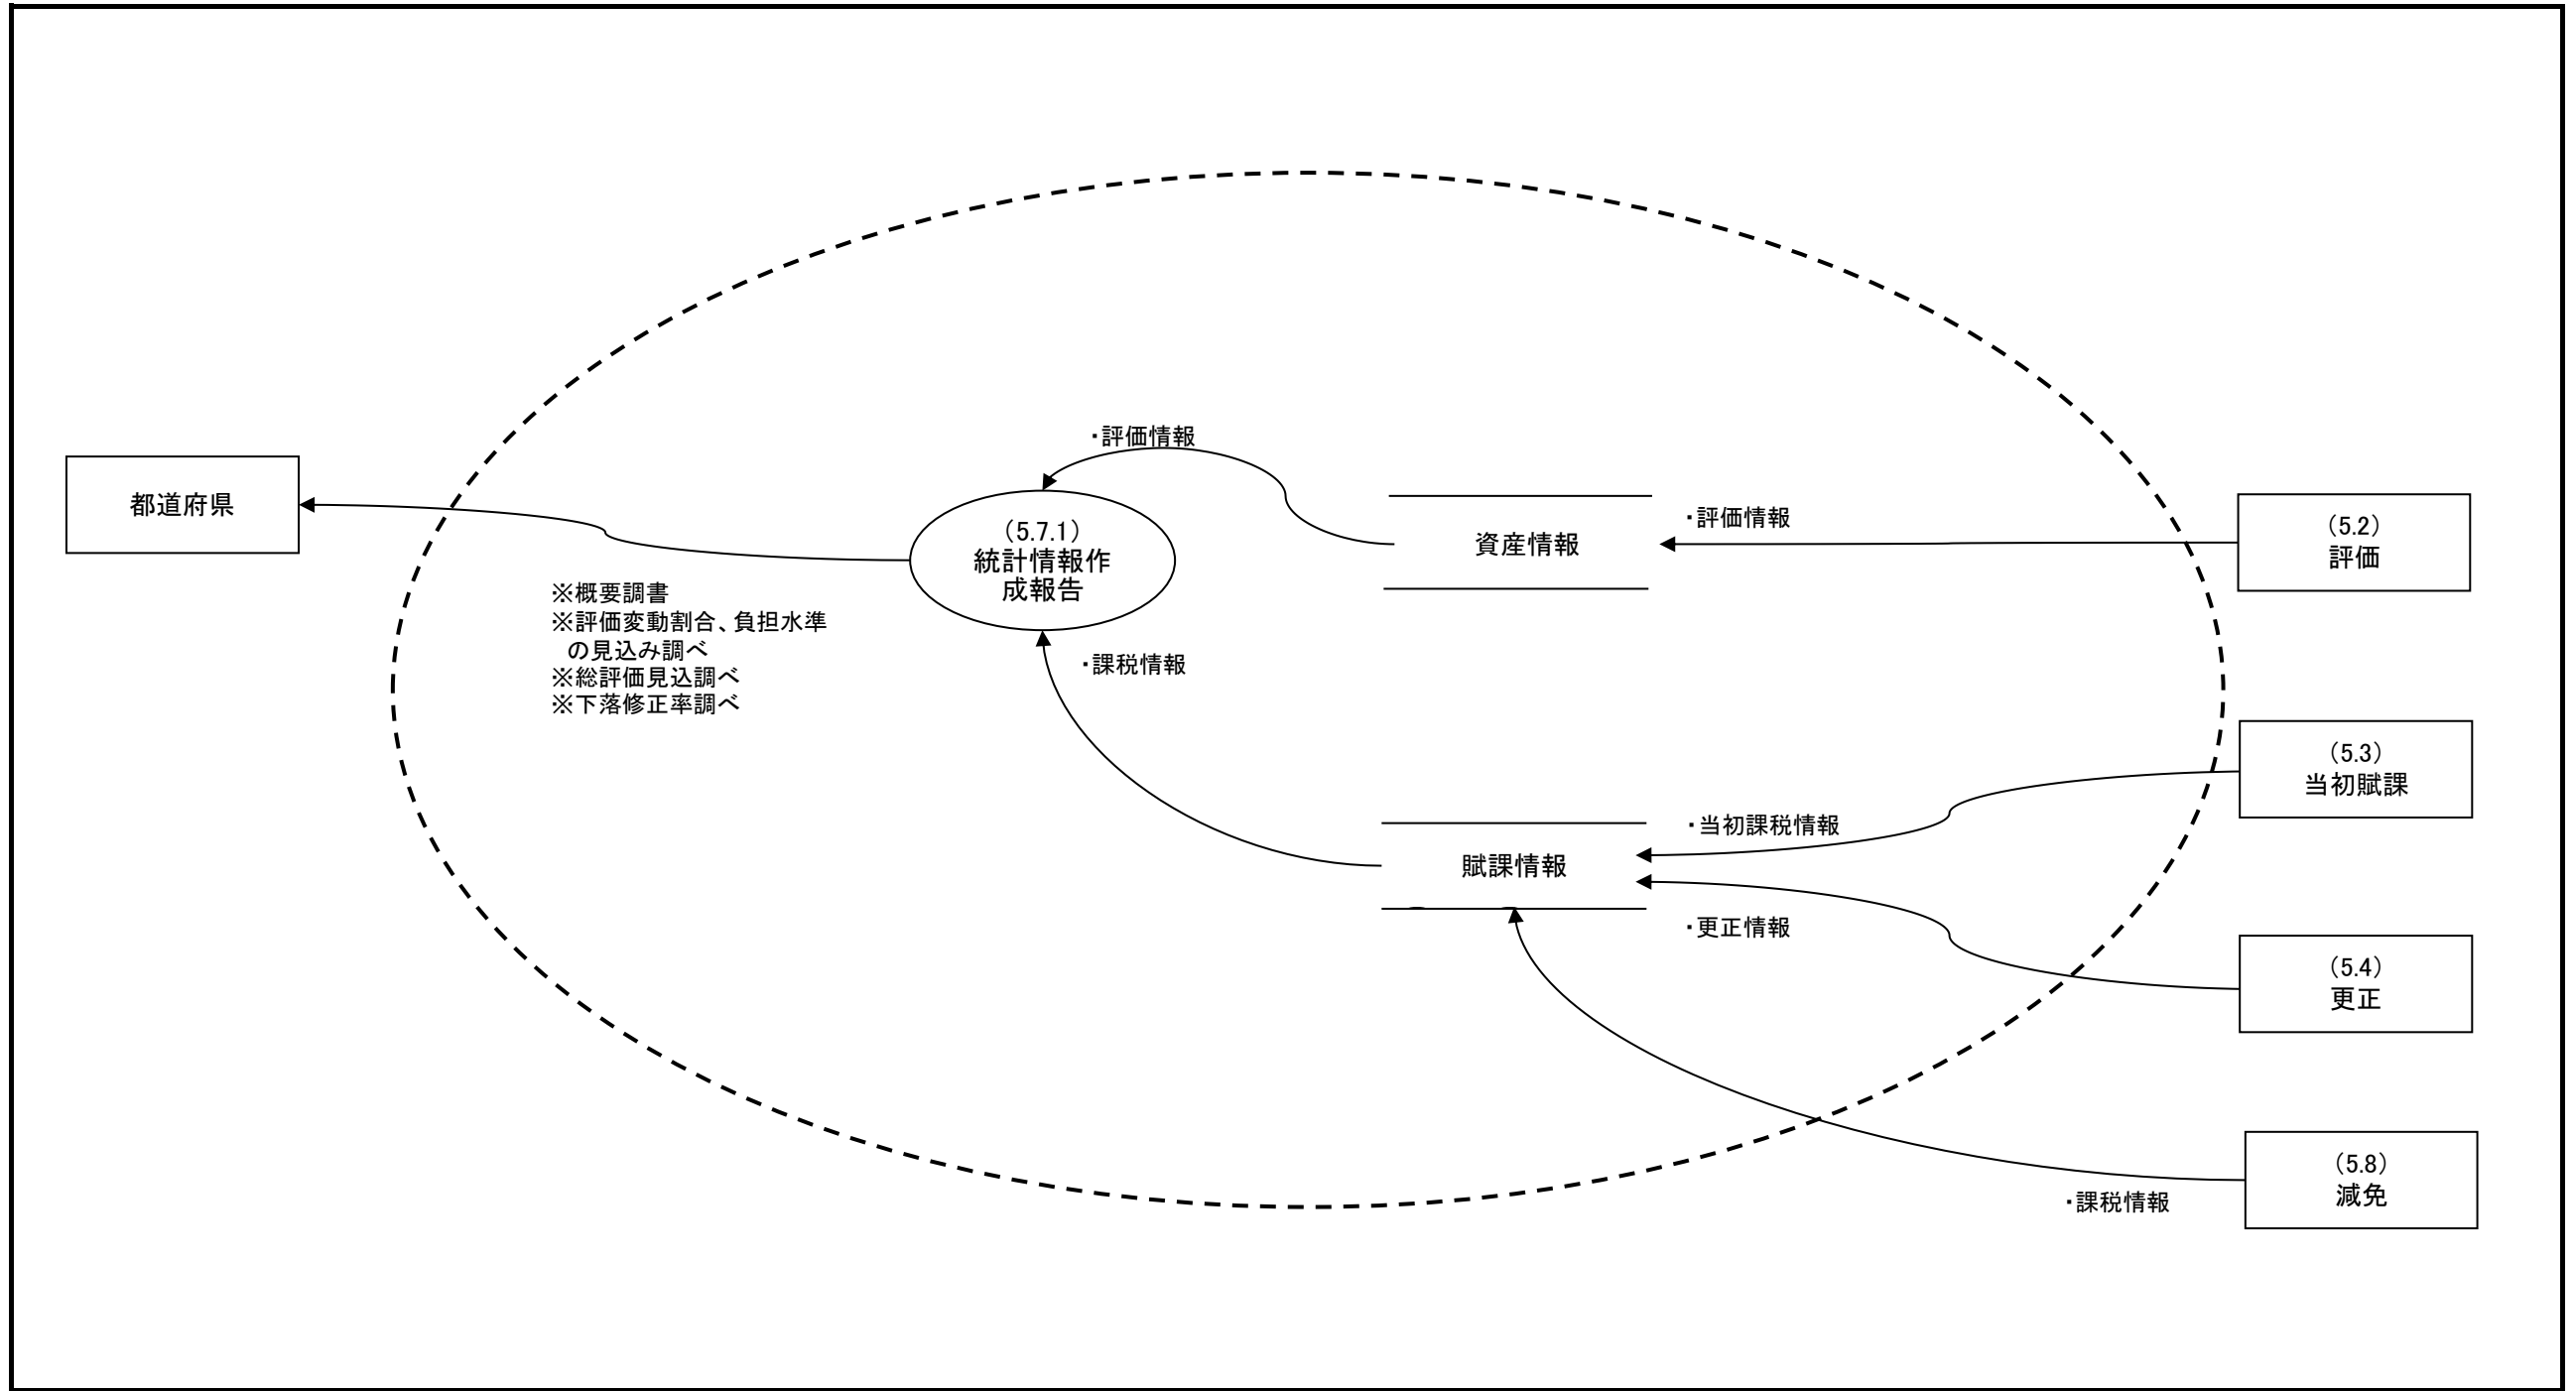 ・評価情報
都道府県
(5.7.1)
統計情報作
成報告
資産情報
・評価情報
(5.2)
評価
※概要調書
※評価変動割合、負担水準
の見込み調べ
※総評価見込調べ
※下落修正率調べ
・課税情報
(5.3)
当初賦課
・当初課税情報
賦課情報
・更正情報
(5.4)
更正
(5.8)
減免
・課税情報